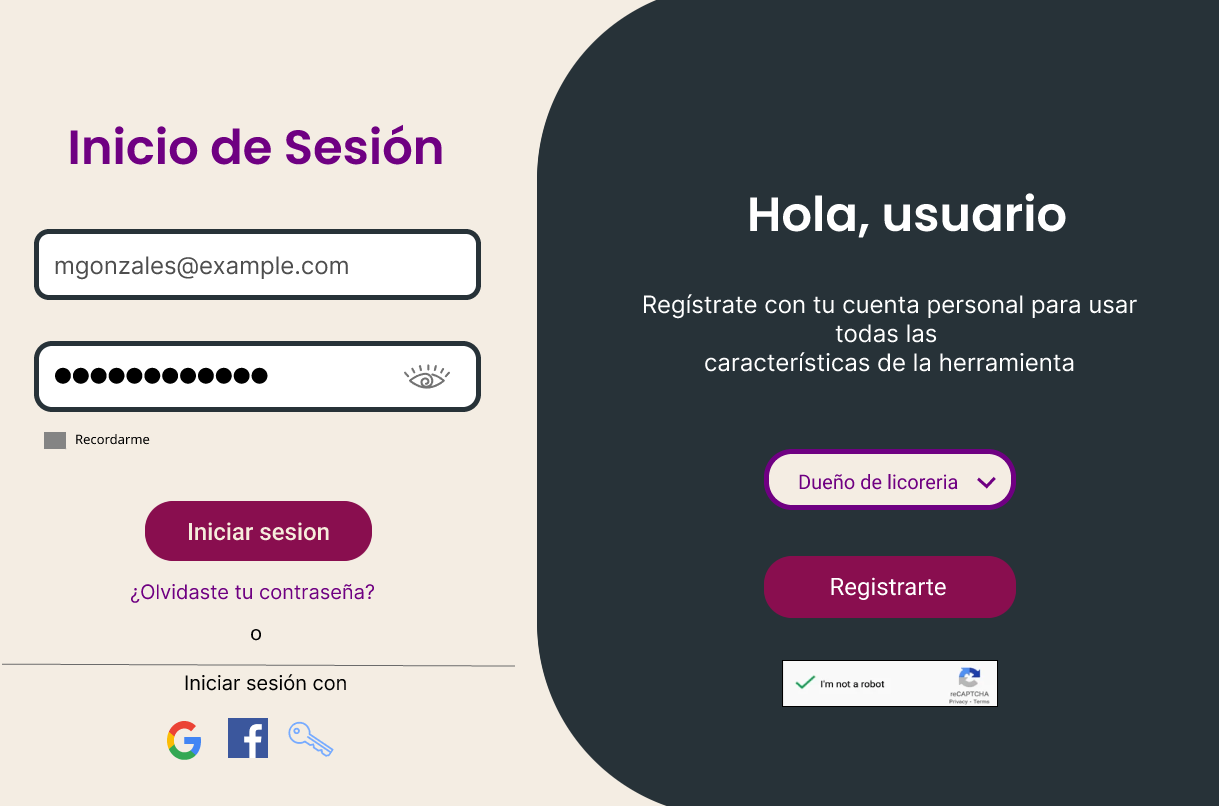 Inicio de Sesión
mgonzales@example.com
●●●●●●●●●●●●
Recordarme
Iniciar sesion
¿Olvidaste tu contraseña?
o
Iniciar sesión con
Hola, usuario
Regístrate con tu cuenta personal para usar
todas las
características de la herramienta
Dueño de licoreria
Registrarte
I'm not a robot
reCAPTCHA
Privacy - Terms